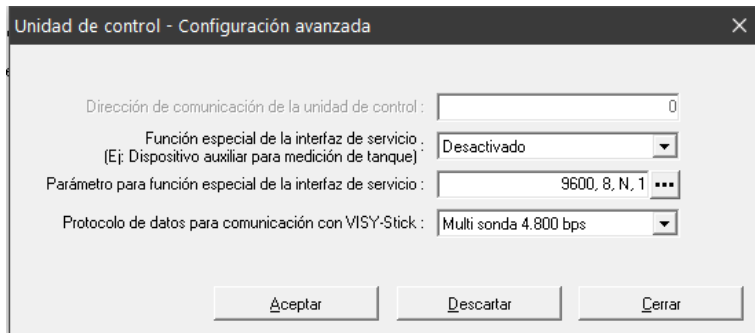 Unidad de control - Configuración avanzada
Dirección de comunicación de la unidad de control : 0
Función especial de la interfaz de servicio .
(Ej: Dispositivo auxiliar para medición de tanque) : Desactivado
Parámetro para función especial de la interfaz de servicio : 9600, 8, N, 1 ...
Protocolo de datos para comunicación con VISY-Stick : Multi sonda 4.800 bps
Aceptar Descartar Cerrar